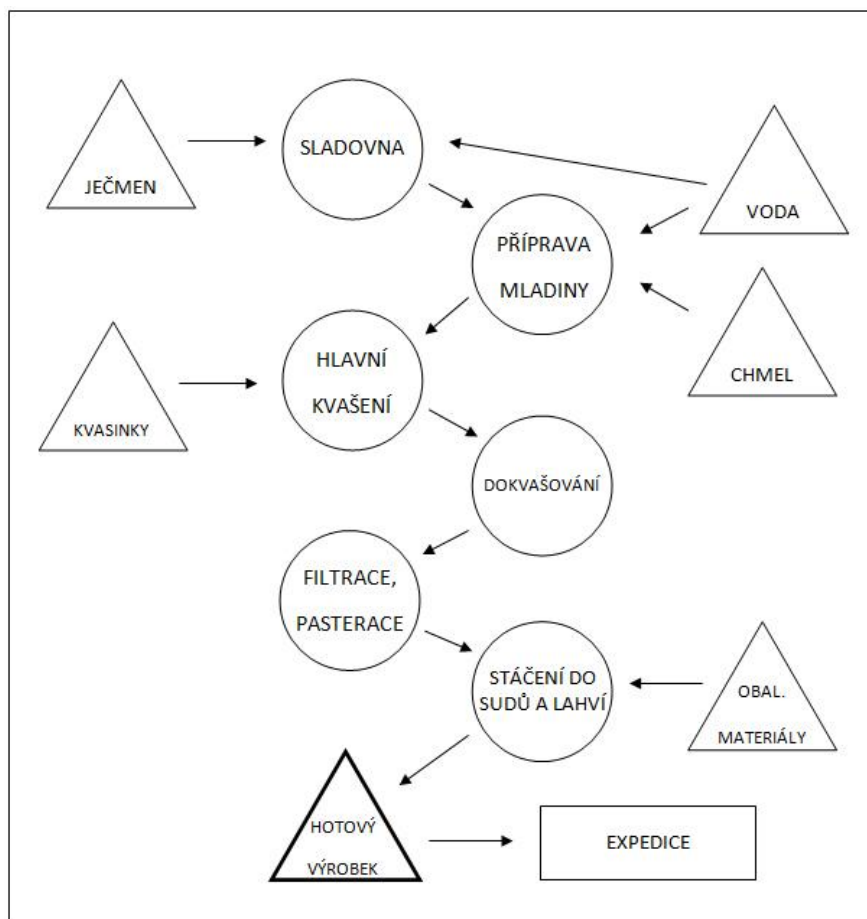 SLADOVNA
JEČMEN
VODA
PŘÍPRAVA
MLADINY
HLAVNÍ
KVAŠENÍ
CHMEL
KVASINKY
DOKVAŠOVÁNÍ
FILTRACE,
PASTERACE
STÁČENÍ DO
SUDŮ A LAHVÍ
OBAL.
MATERIÁLY
HOTOVÝ
VÝROBEK
EXPEDICE